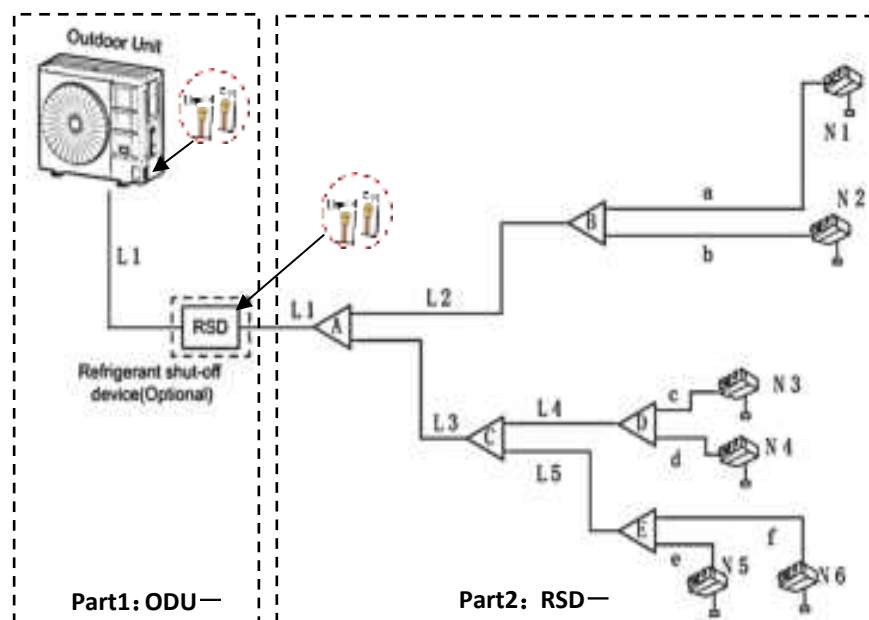 Outdoor Unit
L1
RSD
Refrigerant shut-off
device(Optional)
Part1: ODU—
L1
A
L2
B
a
N1
b
N2
L3
C
L4
D
c
N3
d
N4
L5
E
e
N5
f
N6
Part2: RSD—